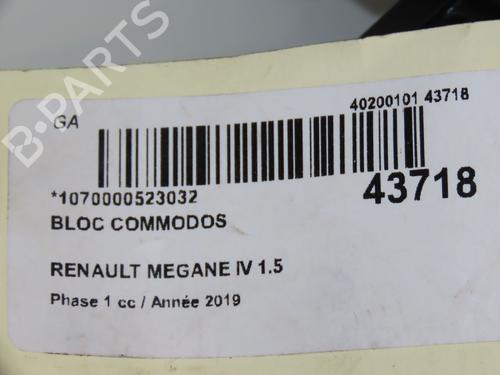 B-PARTS
GA
40200101 43718
*1070000523032
43718
BLOC COMMODOS
RENAULT MEGANE IV 1.5
Phase 1 cc / Année 2019